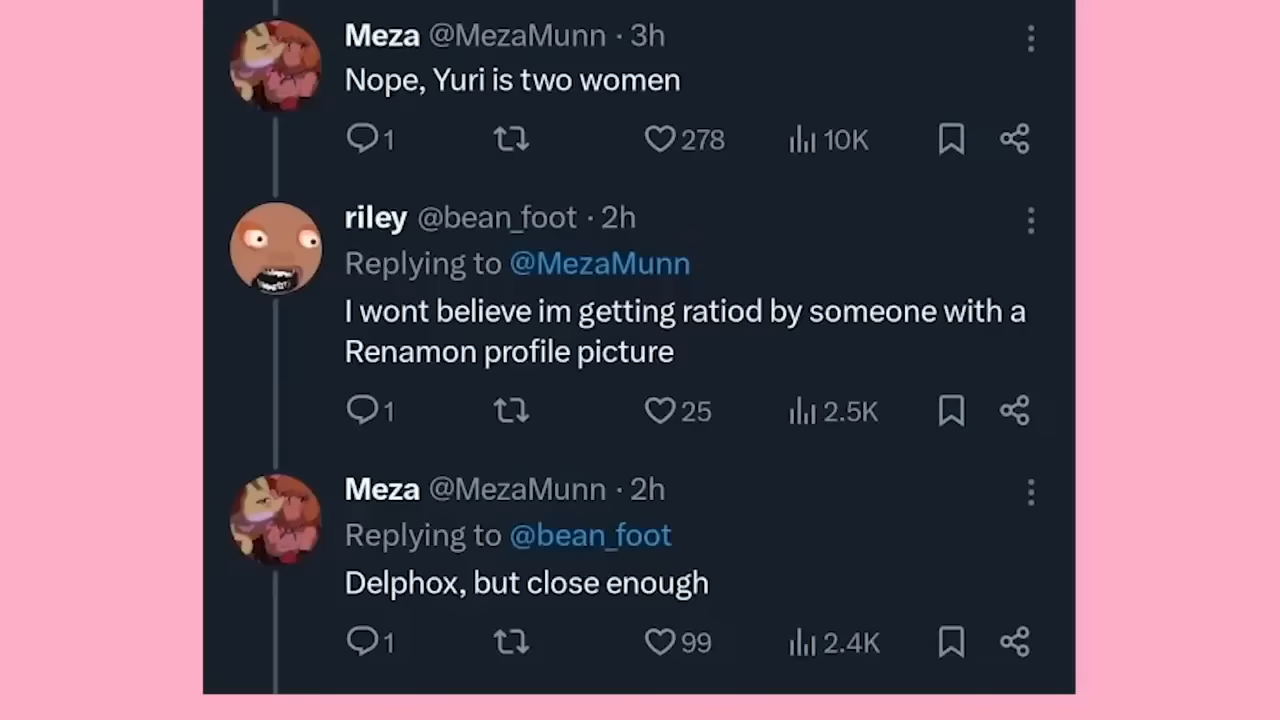 Meza @MezaMunn · 3h
Nope, Yuri is two women
1 278 10K
riley @bean_foot · 2h
Replying to @MezaMunn
I wont believe im getting ratiod by someone with a
Renamon profile picture
1 25 2.5K
Meza @MezaMunn · 2h
Replying to @bean_foot
Delphox, but close enough
1 99 2.4K